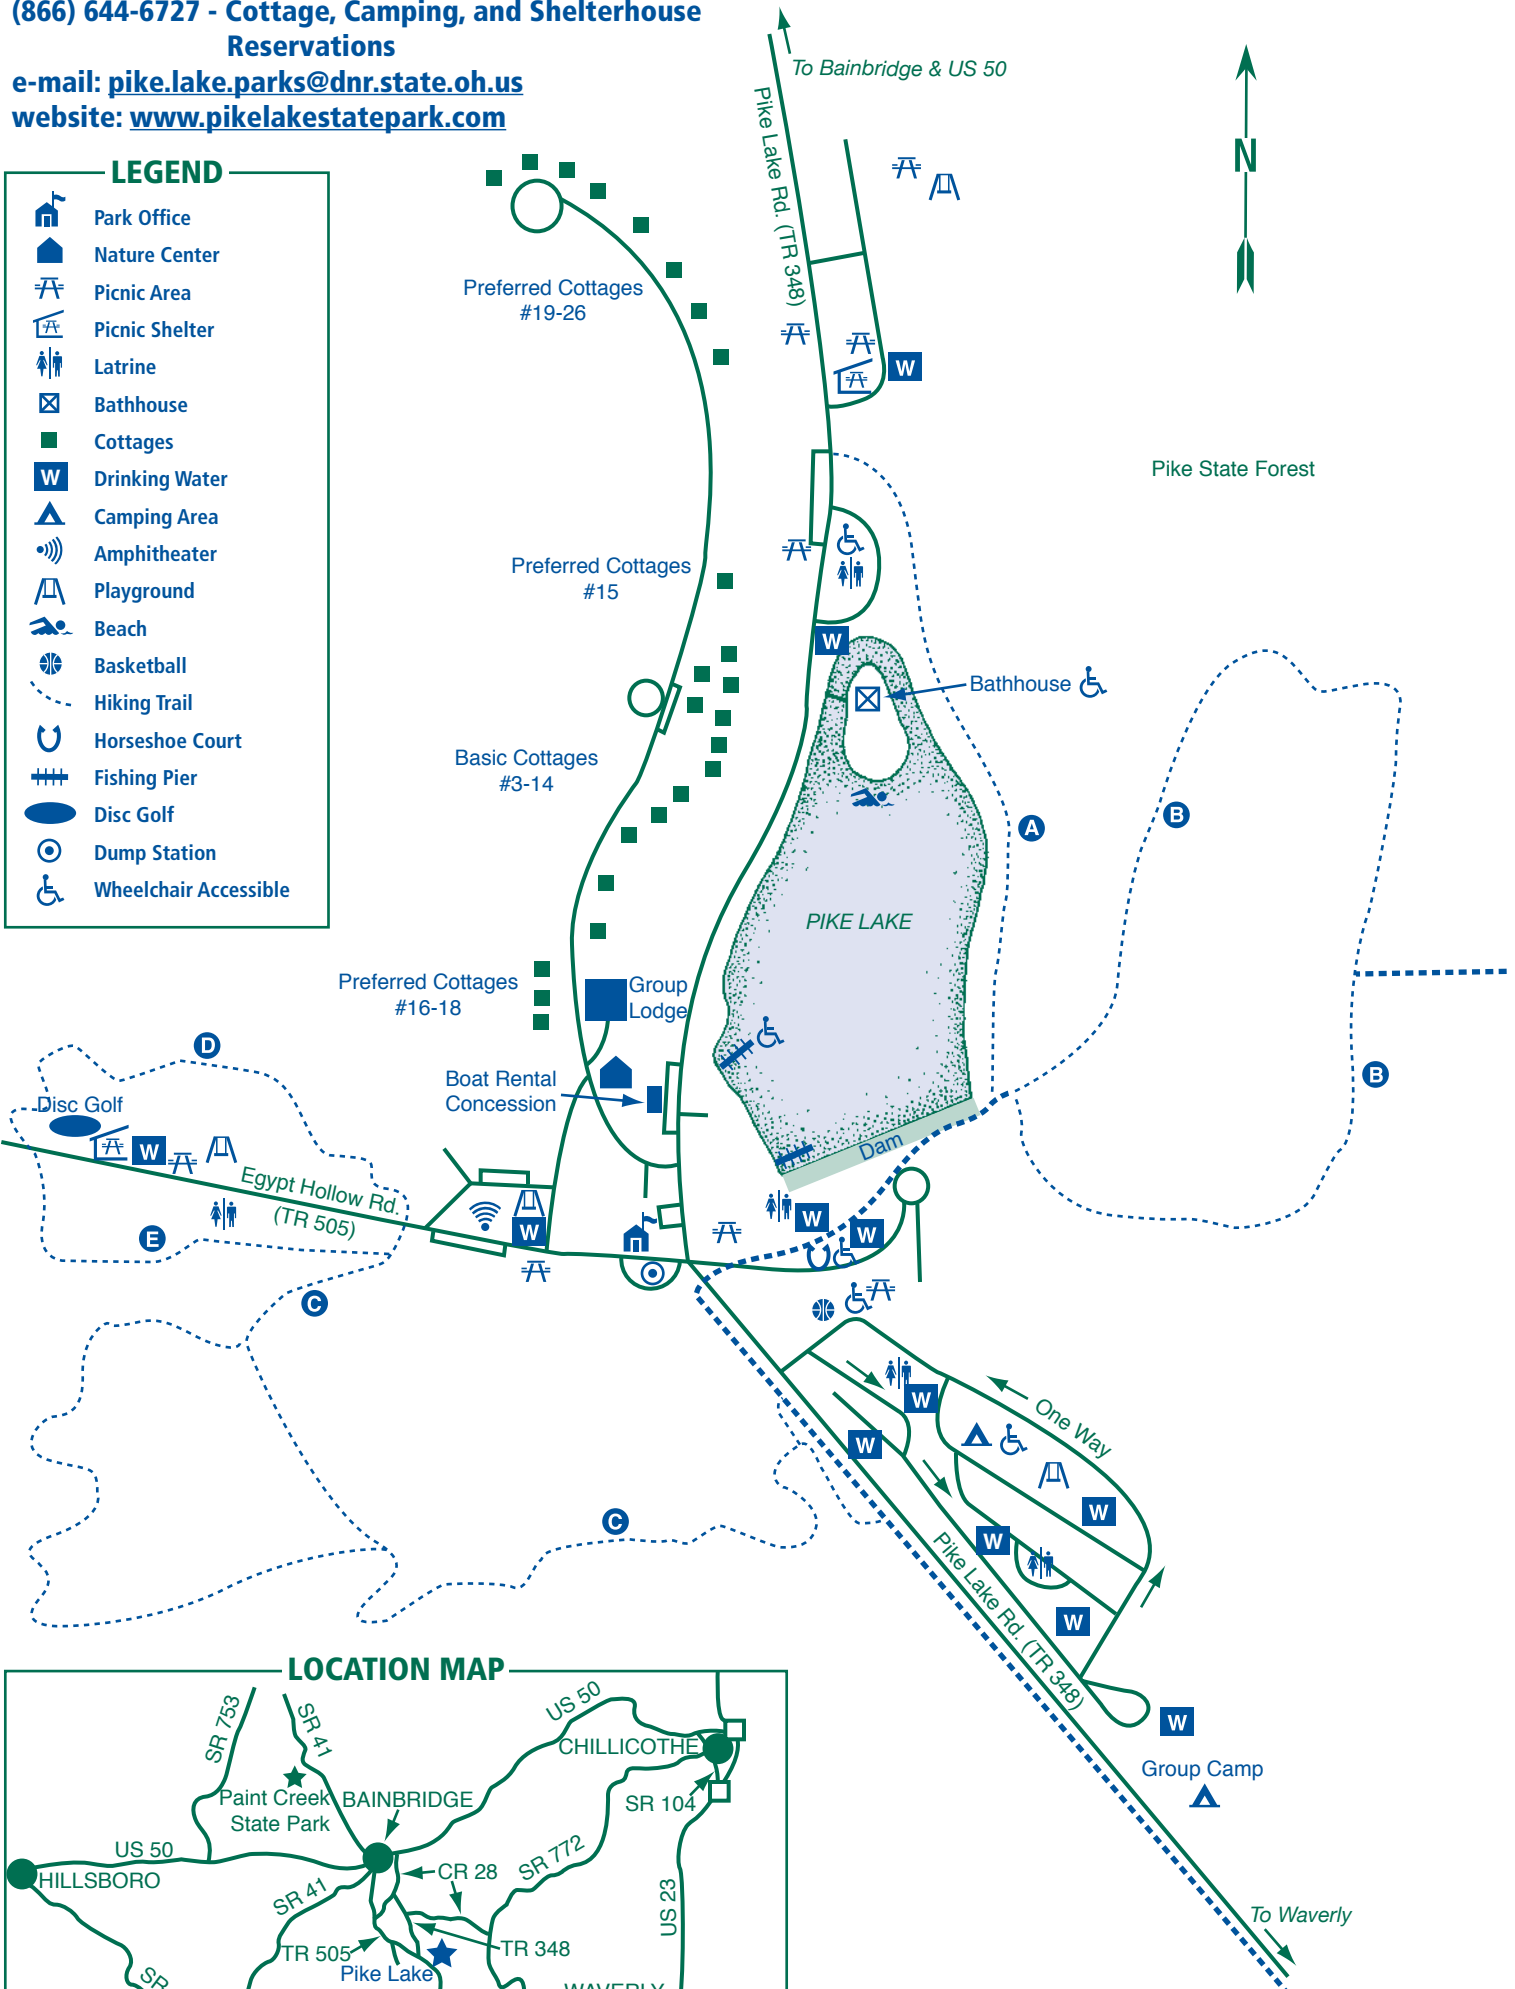 (866) 644-6727 - Cottage, Camping, and Shelterhouse
Reservations
e-mail: pike.lake.parks@dnr.state.oh.us
website: www.pikelakestatepark.com
LEGEND
Park Office
Nature Center
Picnic Area
Picnic Shelter
Latrine
Bathhouse
Cottages
W Drinking Water
Camping Area
Amphitheater
Playground
Beach
Basketball
Hiking Trail
Horseshoe Court
Fishing Pier
Disc Golf
Dump Station
Wheelchair Accessible
To Bainbridge & US 50
N
Pike Lake Rd. (TR 348)
Preferred Cottages
#19-26
W
Pike State Forest
Preferred Cottages
#15
W
Bathhouse
Basic Cottages
#3-14
A
B
PIKE LAKE
Preferred Cottages
#16-18
Group
Lodge
D
Boat Rental
Concession
B
Disc Golf
W
Dam
Egypt Hollow Rd.
(TR 505)
W
W
W
E
C
One Way
W
W
W
C
W
Pike Lake Rd. (TR 348)
W
W
Group Camp
To Waverly
LOCATION MAP
SR 753
SR 41
US 50
CHILLICOTHE
Paint Creek
State Park
BAINBRIDGE
SR 104
US 50
HILLSBORO
CR 28
SR 772
SR 41
US 23
TR 505
TR 348
Pike Lake
SR
WAVERLY